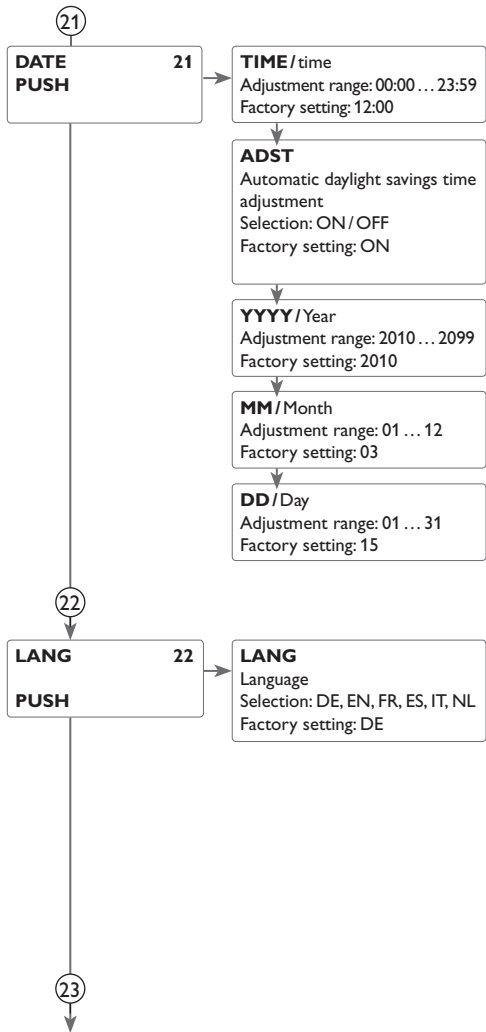 21
DATE 21
PUSH
TIME / time
Adjustment range: 00:00 … 23:59
Factory setting: 12:00
ADST
Automatic daylight savings time
adjustment
Selection: ON / OFF
Factory setting: ON
YYYY / Year
Adjustment range: 2010 … 2099
Factory setting: 2010
MM / Month
Adjustment range: 01 … 12
Factory setting: 03
DD / Day
Adjustment range: 01 … 31
Factory setting: 15
22
LANG 22
PUSH
LANG
Language
Selection: DE, EN, FR, ES, IT, NL
Factory setting: DE
23